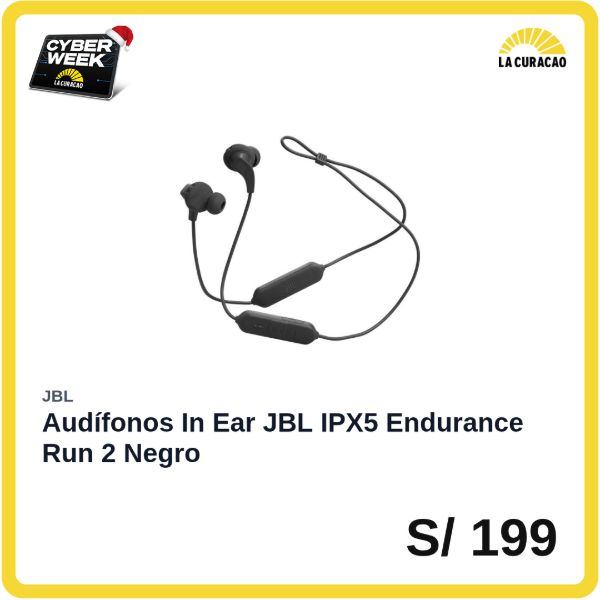 CYBER
WEEK
LA CURACAO
LA CURACAO
JBL
Audífonos In Ear JBL IPX5 Endurance
Run 2 Negro
S/ 199